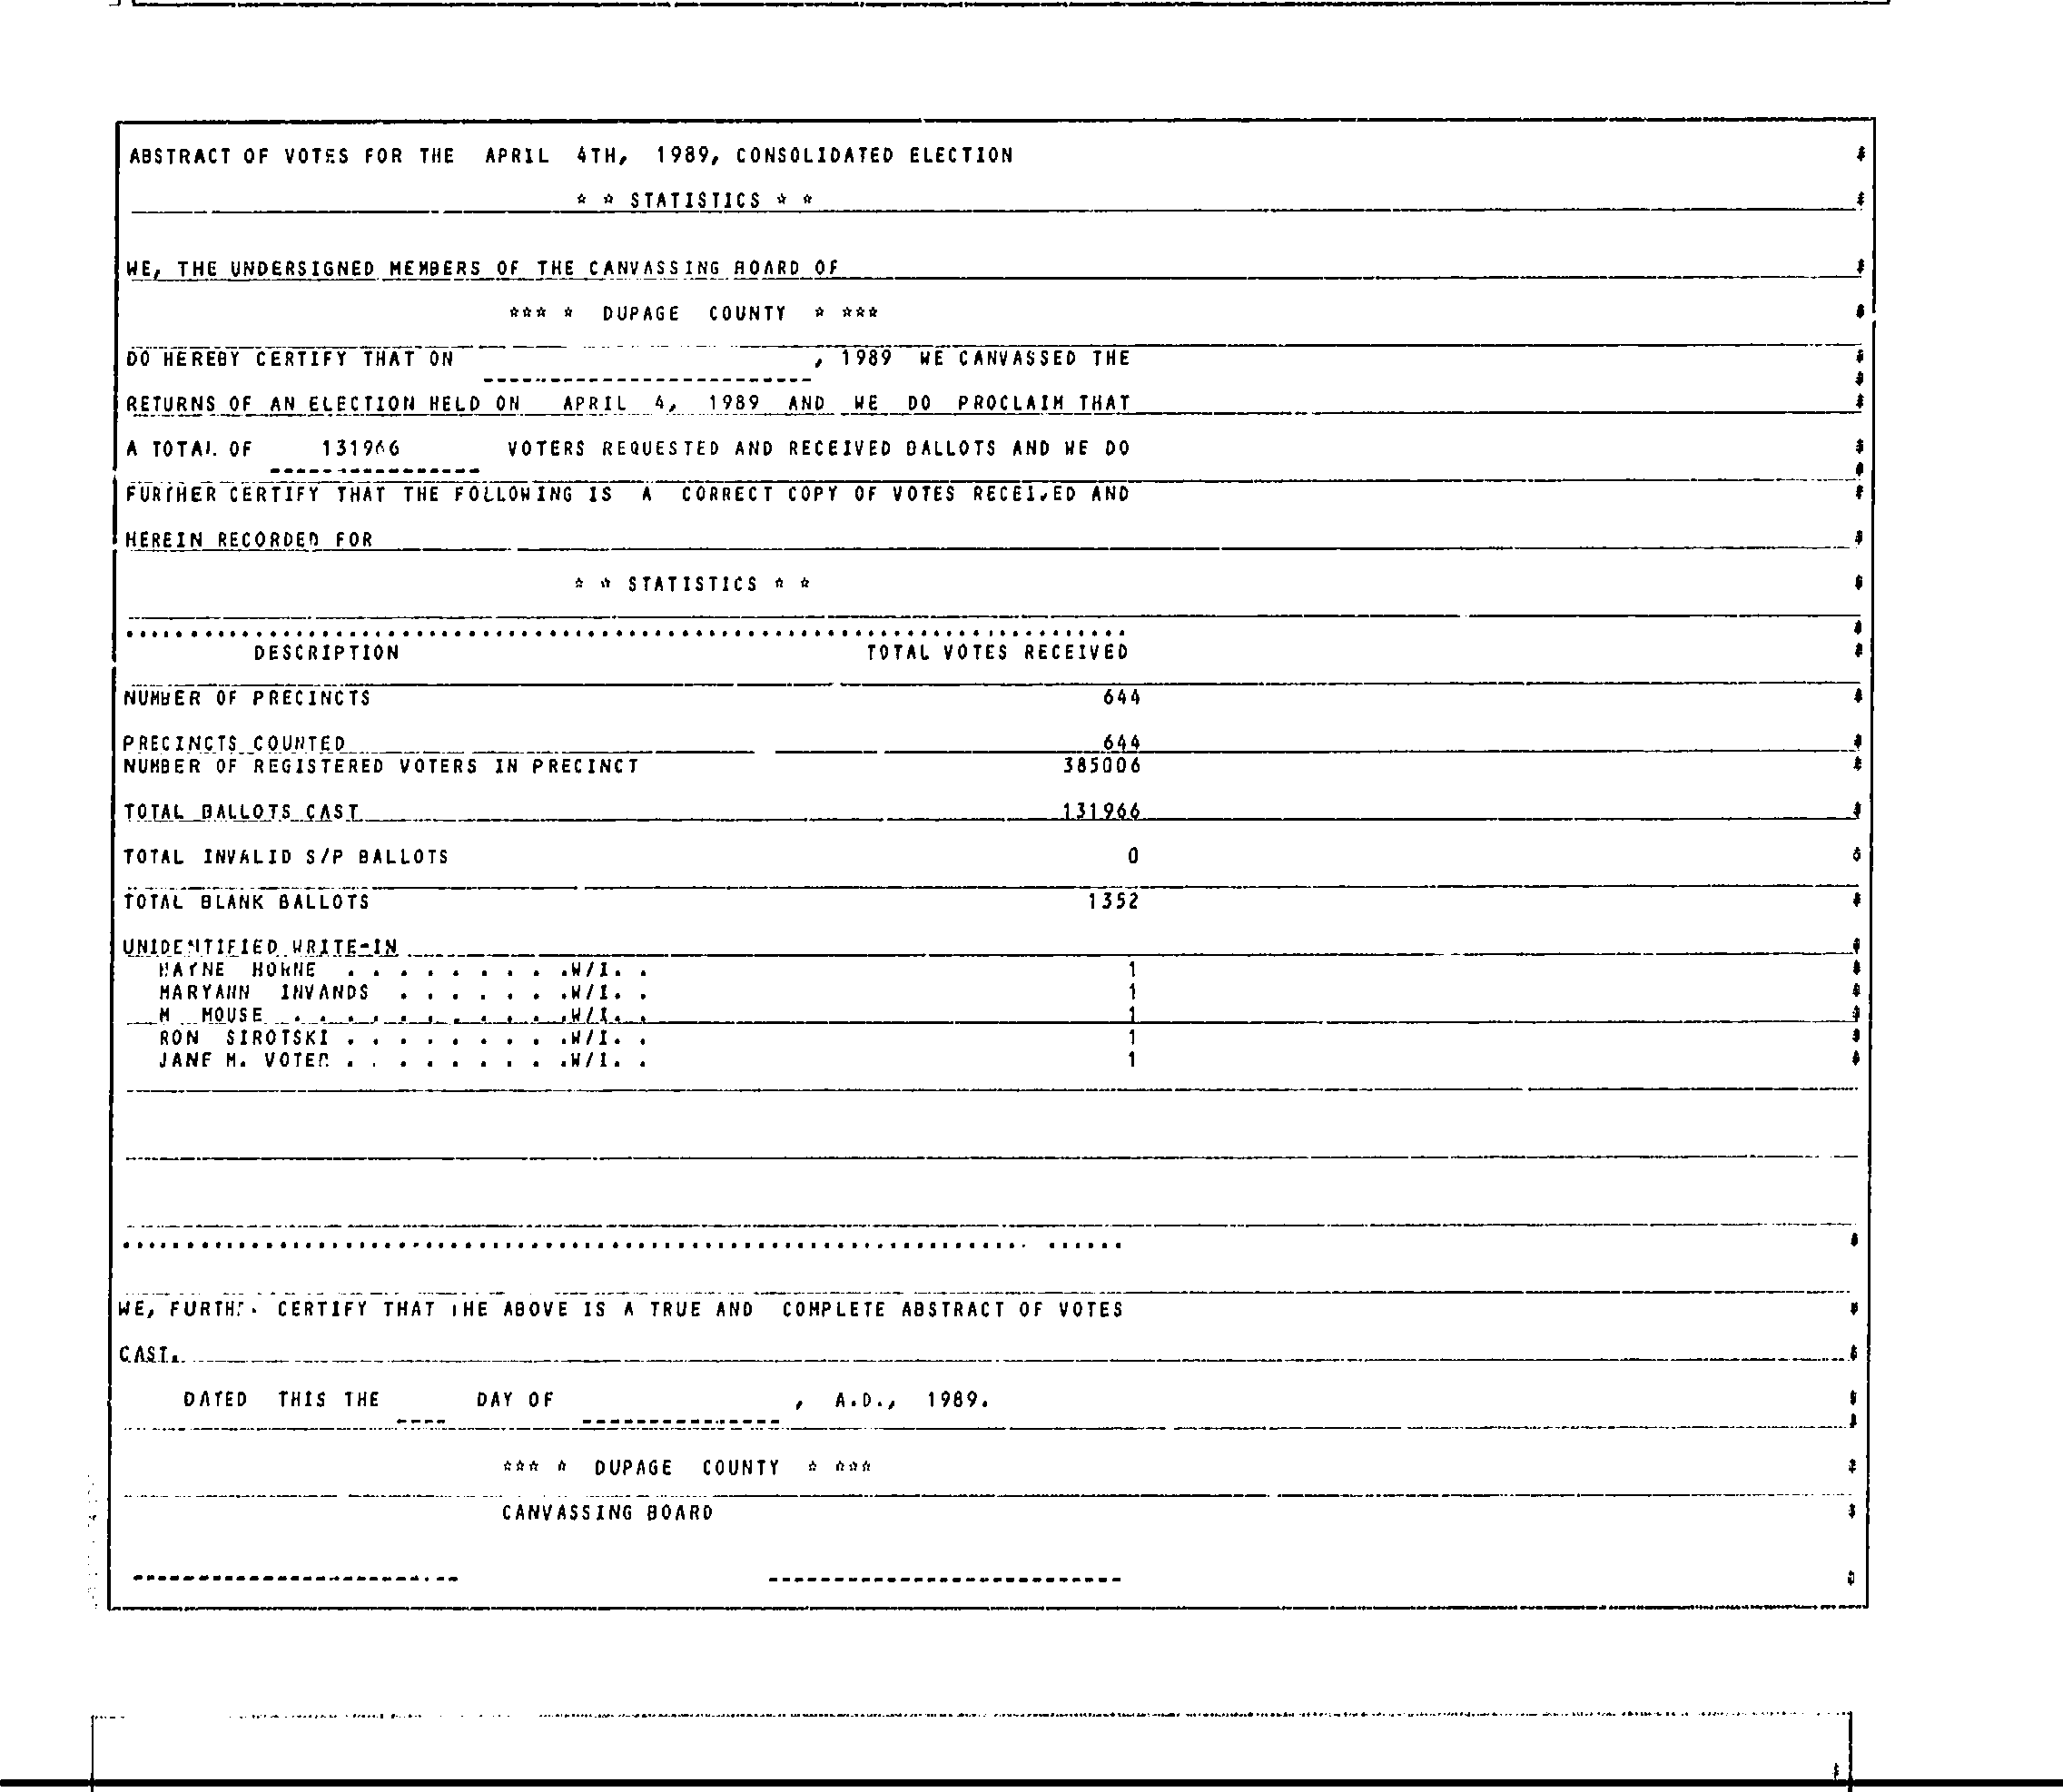 ABSTRACT OF VOTES FOR THE APRIL 4TH, 1989, CONSOLIDATED ELECTION
* * STATISTICS * *
WE, THE UNDERSIGNED MEMBERS OF THE CANVASSING BOARD OF
*** * DUPAGE COUNTY * ***
DO HEREBY CERTIFY THAT ON , 1989 WE CANVASSED THE
RETURNS OF AN ELECTION HELD ON APRIL 4, 1989 AND WE DO PROCLAIM THAT
A TOTAL OF 131966 VOTERS REQUESTED AND RECEIVED BALLOTS AND WE DO
FURTHER CERTIFY THAT THE FOLLOWING IS A CORRECT COPY OF VOTES RECEIVED AND
HEREIN RECORDED FOR
* * STATISTICS * *
DESCRIPTION TOTAL VOTES RECEIVED
NUMBER OF PRECINCTS 644
PRECINCTS COUNTED 644
NUMBER OF REGISTERED VOTERS IN PRECINCT 385006
TOTAL BALLOTS CAST 131966
TOTAL INVALID S/P BALLOTS 0
TOTAL BLANK BALLOTS 1352
UNIDENTIFIED WRITE-IN
HORNE . . . . . . . . .W/I. . 1
MARYANN INVANDS . . . . . . .W/I. . 1
M MOUSE . . . . . . . . . . .W/I. . 1
RON SIROTSKI . . . . . . . . .W/I. . 1
JANE M. VOTER . . . . . . . . .W/I. . 1
WE, FURTHER CERTIFY THAT THE ABOVE IS A TRUE AND COMPLETE ABSTRACT OF VOTES
CAST.
DATED THIS THE ____ DAY OF , A.D., 1989.
*** * DUPAGE COUNTY * ***
CANVASSING BOARD